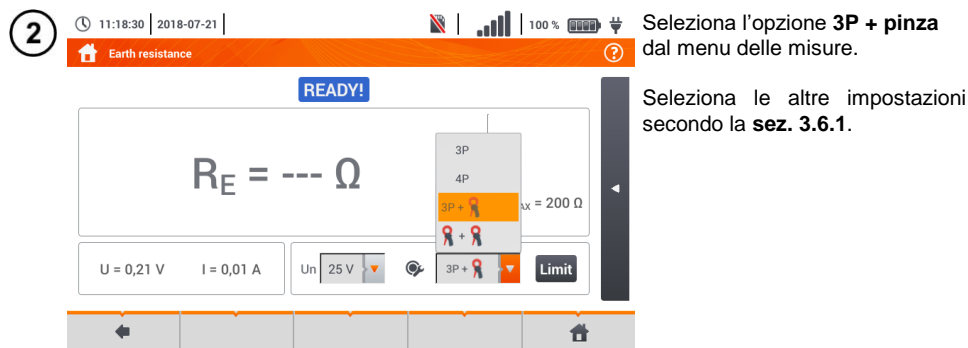 2
11:18:30 2018-07-21 100 %
Earth resistance ?
READY!
RE = --- Ω
3P
4P
3P +
+
= 200 Ω
U = 0,21 V I = 0,01 A Un 25 V 3P + Limit
Seleziona l'opzione 3P + pinza
dal menu delle misure.
Seleziona le altre impostazioni
secondo la sez. 3.6.1.